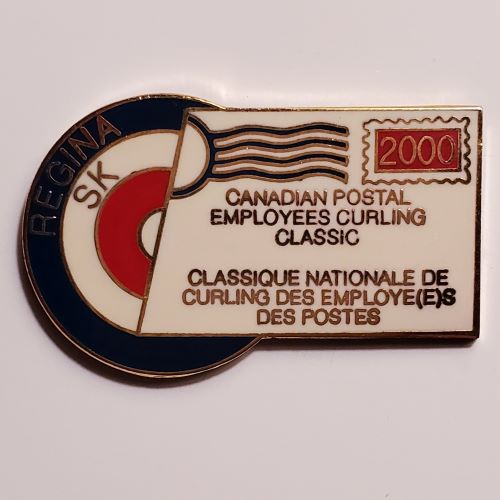 REGINA
SK
2000
CANADIAN POSTAL
EMPLOYEES CURLING
CLASSIC
CLASSIQUE NATIONALE DE
CURLING DES EMPLOYE(E)S
DES POSTES